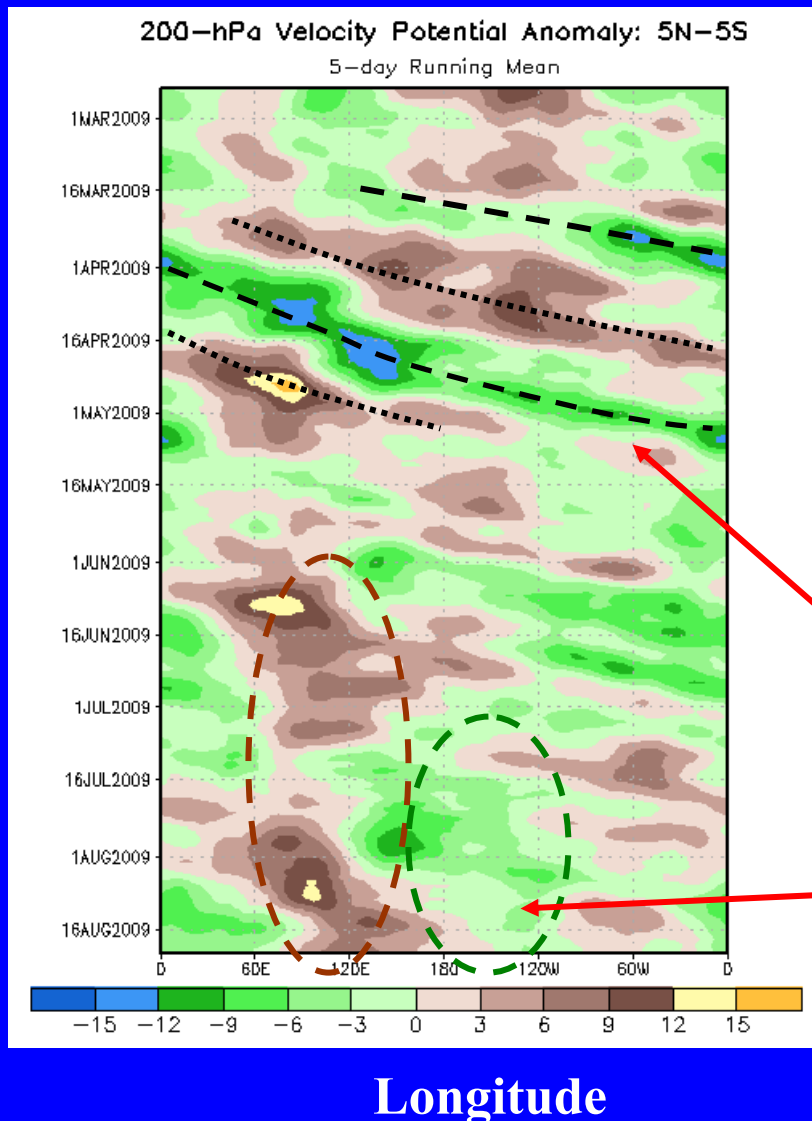 200-hPa Velocity Potential Anomaly: 5N-5S
5-day Running Mean
1MAR2009
16MAR2009
1APR2009
16APR2009
1MAY2009
16MAY2009
1JUN2009
16JUN2009
1JUL2009
16JUL2009
1AUG2009
16AUG2009
0 60E 120E 180 120W 60W 0
-15 -12 -9 -6 -3 0 3 6 9 12 15
Longitude